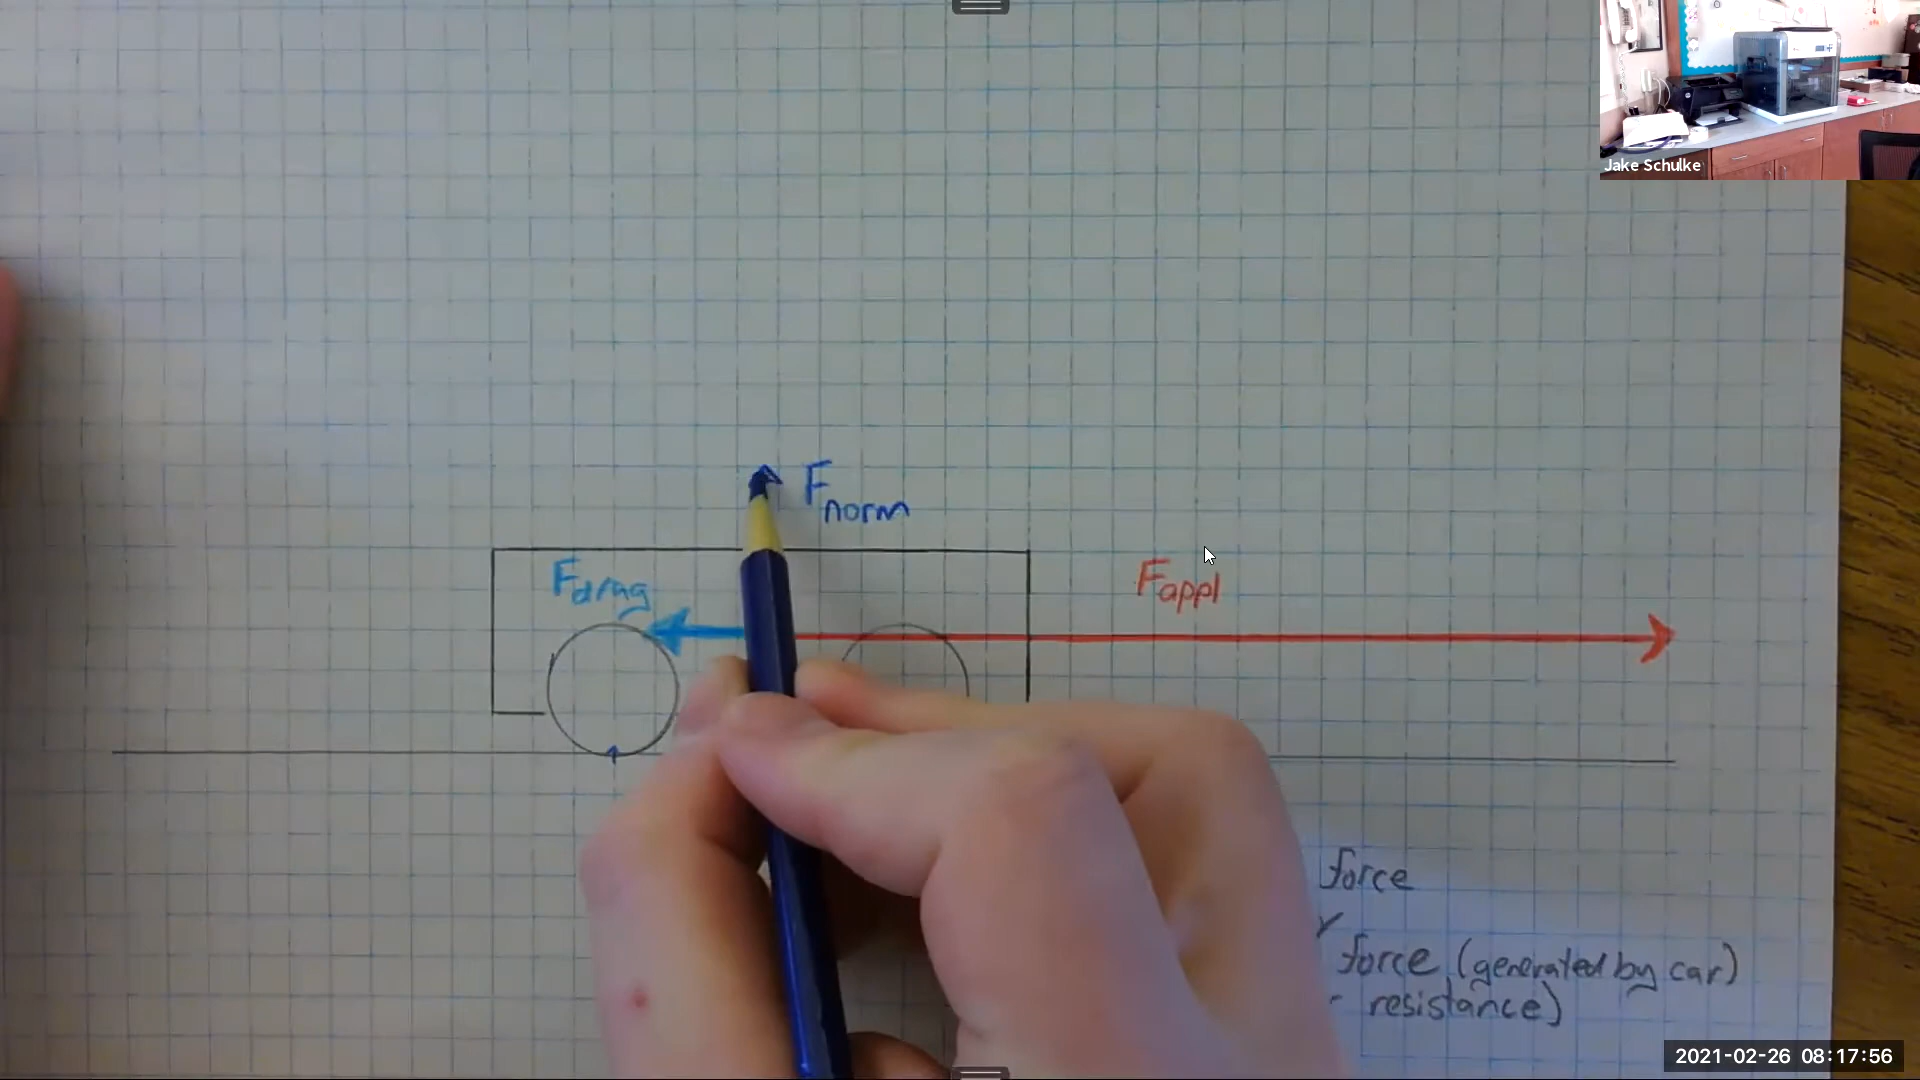 Jake Schulke
Fnorm
Fdrag
Fappl
force
force (generated by car)
resistance)
2021-02-26 08:17:56